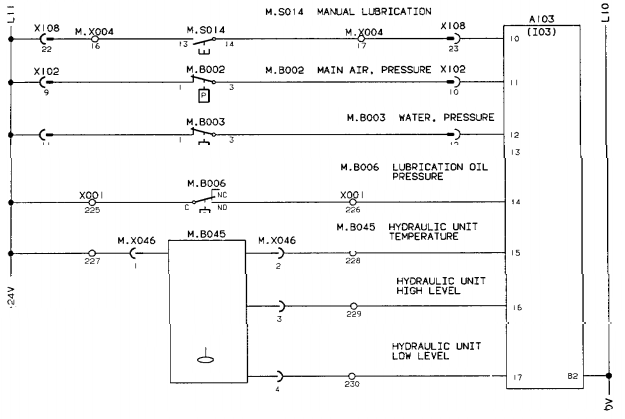 L11
L10
M.S014 MANUAL LUBRICATION
X108
M.X004
M.S014
M.X004
X108
A103
(I03)
22
16
13
14
17
23
10
X102
M.B002
M.B002 MAIN AIR, PRESSURE
X102
9
1
P
3
10
11
M.B003
M.B003 WATER, PRESSURE
11
1
3
12
12
13
M.B006 LUBRICATION OIL
PRESSURE
M.B006
X001
NC
X001
225
C
NO
226
14
M.B045 HYDRAULIC UNIT
TEMPERATURE
M.X046
M.B045
M.X046
227
1
2
228
15
HYDRAULIC UNIT
HIGH LEVEL
3
229
16
HYDRAULIC UNIT
LOW LEVEL
4
230
17
B2
24V
0V